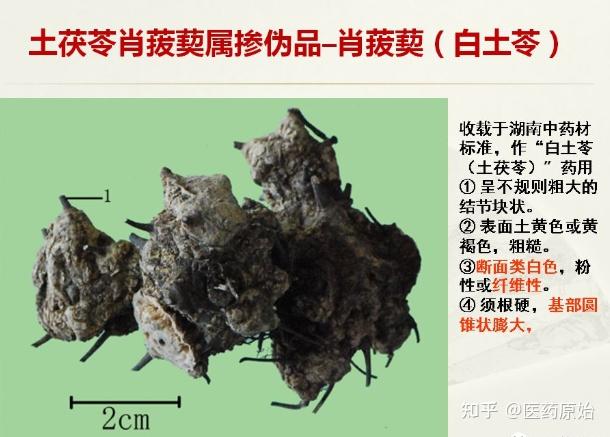 土茯苓肖菝葜属掺伪品–肖菝葜（白土苓）
收载于湖南中药材
标准，作“白土苓
（土茯苓）”药用
① 呈不规则粗大的
结节块状。
② 表面土黄色或黄
褐色，粗糙。
③断面类白色，粉
性或纤维性。
④ 须根硬，基部圆
锥状膨大，
1
2cm
知乎 @医药原始